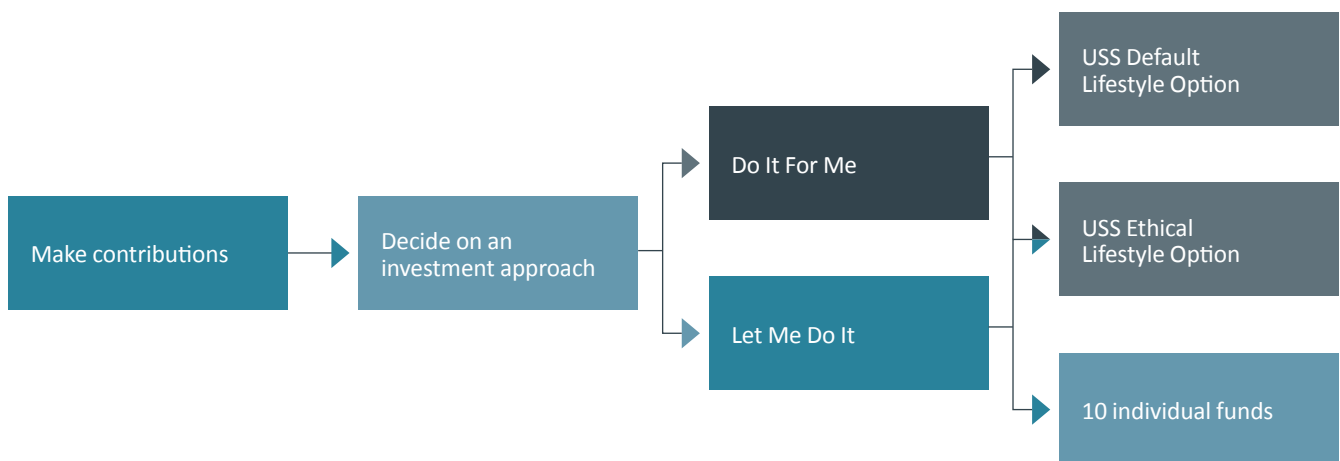 Make contributions
Decide on an
investment approach
Do It For Me
Let Me Do It
USS Default
Lifestyle Option
USS Ethical
Lifestyle Option
10 individual funds